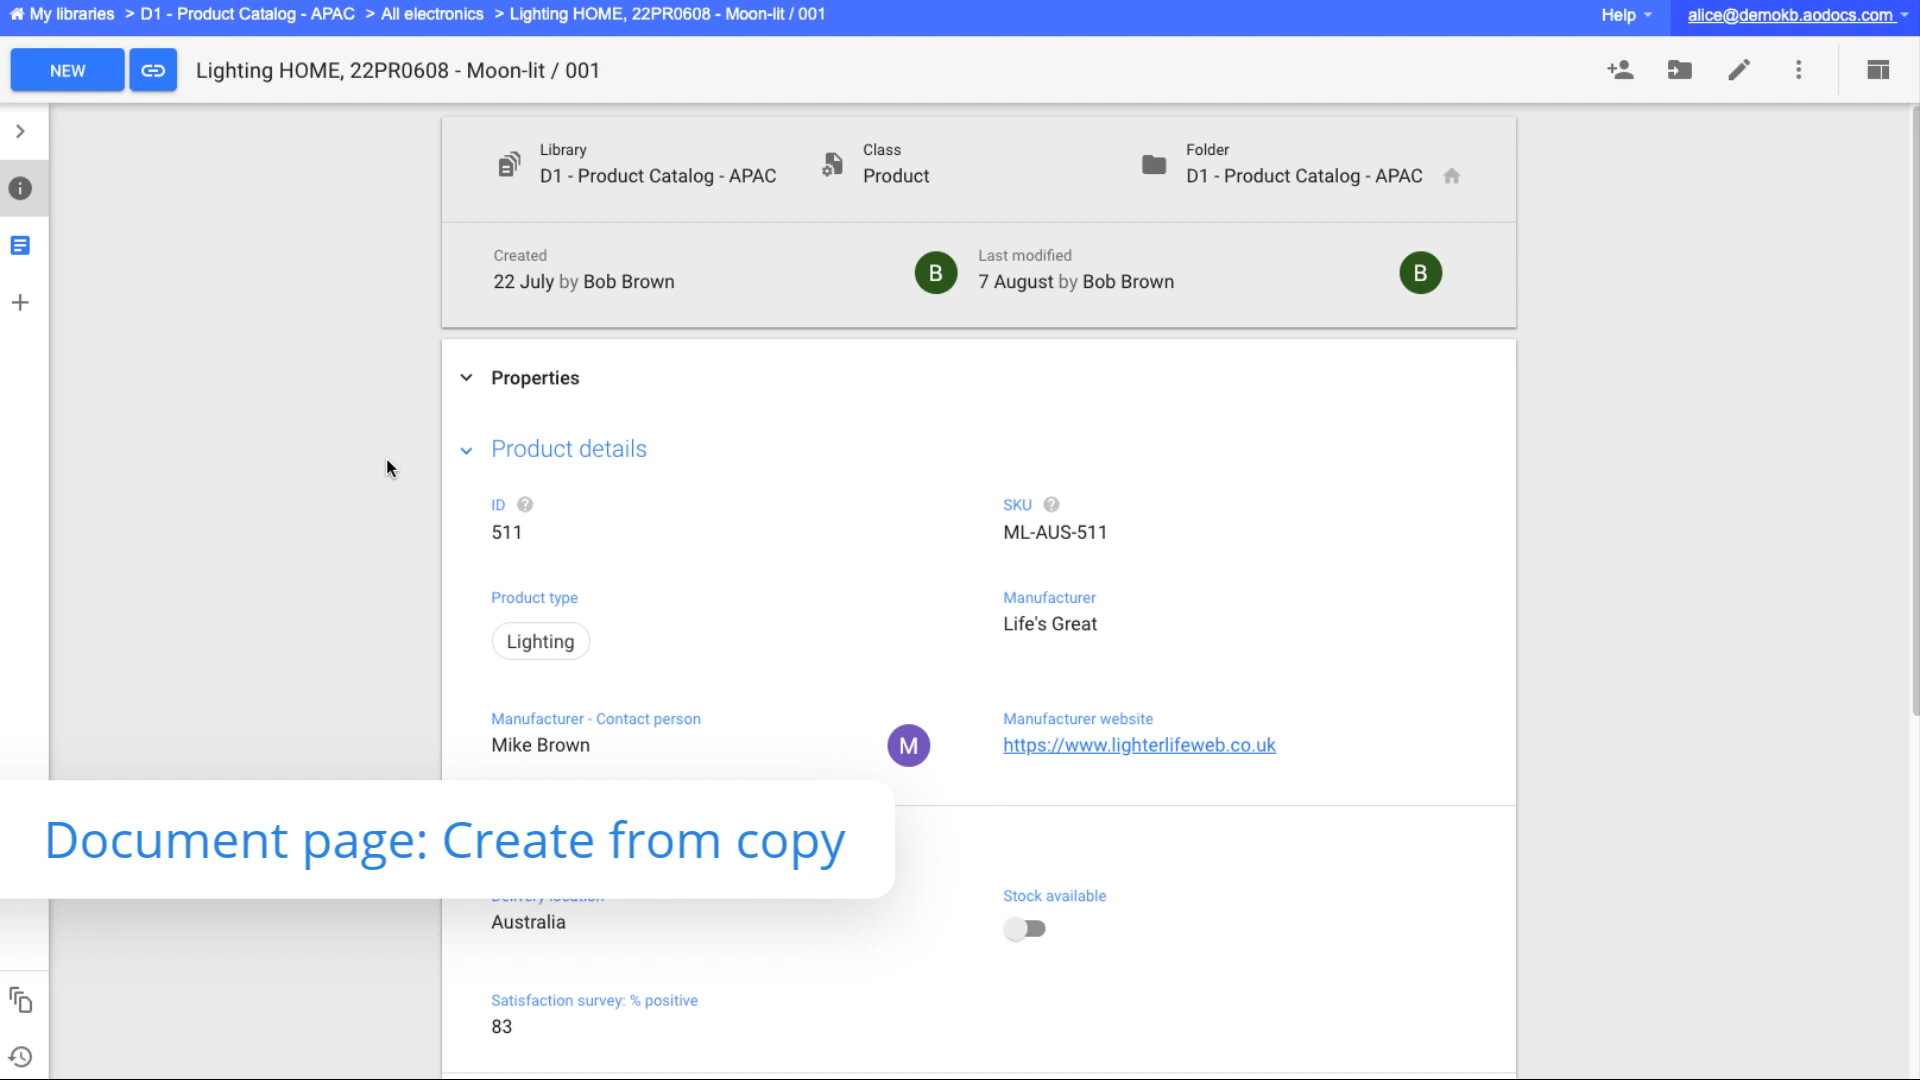 My libraries > D1 - Product Catalog - APAC > All electronics > Lighting HOME, 22PR0608 - Moon-lit / 001
Help
alice@demokb.aodocs.com
NEW
Lighting HOME, 22PR0608 - Moon-lit / 001
Library
D1 - Product Catalog - APAC
Class
Product
Folder
D1 - Product Catalog - APAC
Created
22 July by Bob Brown
B
Last modified
7 August by Bob Brown
B
Properties
Product details
ID
511
SKU
ML-AUS-511
Product type
Lighting
Manufacturer
Life's Great
Manufacturer - Contact person
Mike Brown
M
Manufacturer website
https://www.lighterlifeweb.co.uk
Document page: Create from copy
Delivery location
Australia
Stock available
Satisfaction survey: % positive
83